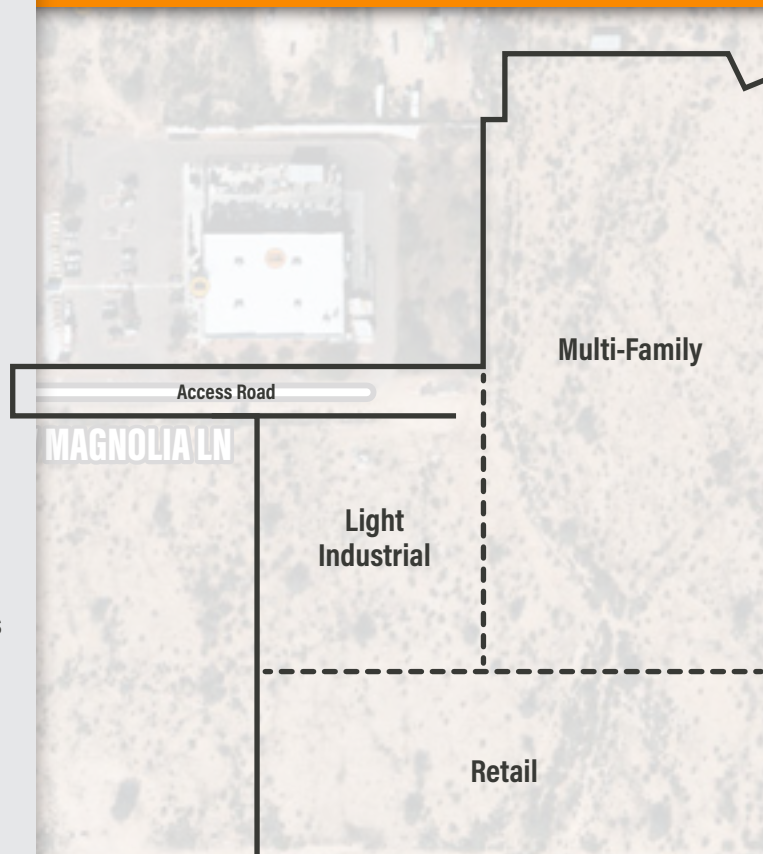 Multi-Family
Access Road
MAGNOLIA LN
Light
Industrial
Retail